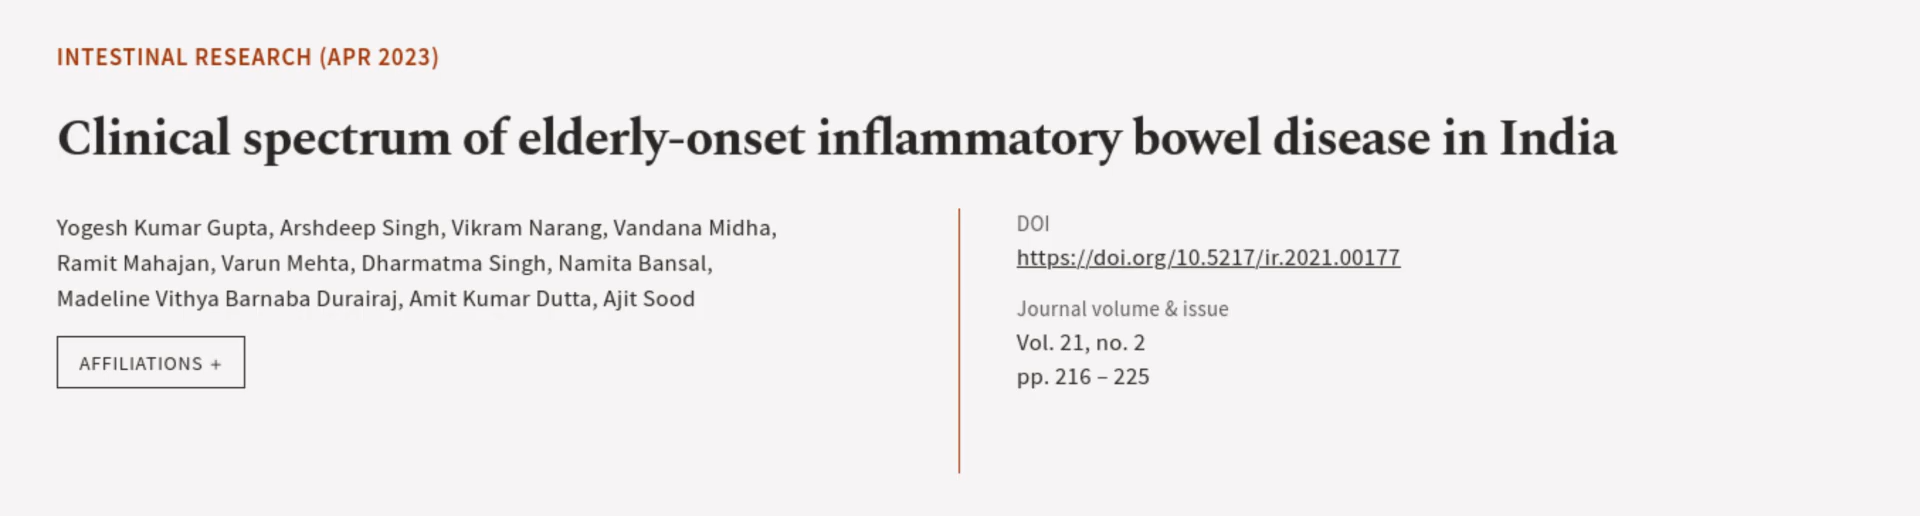 INTESTINAL RESEARCH (APR 2023)
Clinical spectrum of elderly-onset inflammatory bowel disease in India
Yogesh Kumar Gupta, Arshdeep Singh, Vikram Narang, Vandana Midha,
Ramit Mahajan, Varun Mehta, Dharmatma Singh, Namita Bansal,
Madeline Vithya Barnaba Durairaj, Amit Kumar Dutta, Ajit Sood
AFFILIATIONS +
DOI
https://doi.org/10.5217/ir.2021.00177
Journal volume & issue
Vol. 21, no. 2
pp. 216 – 225